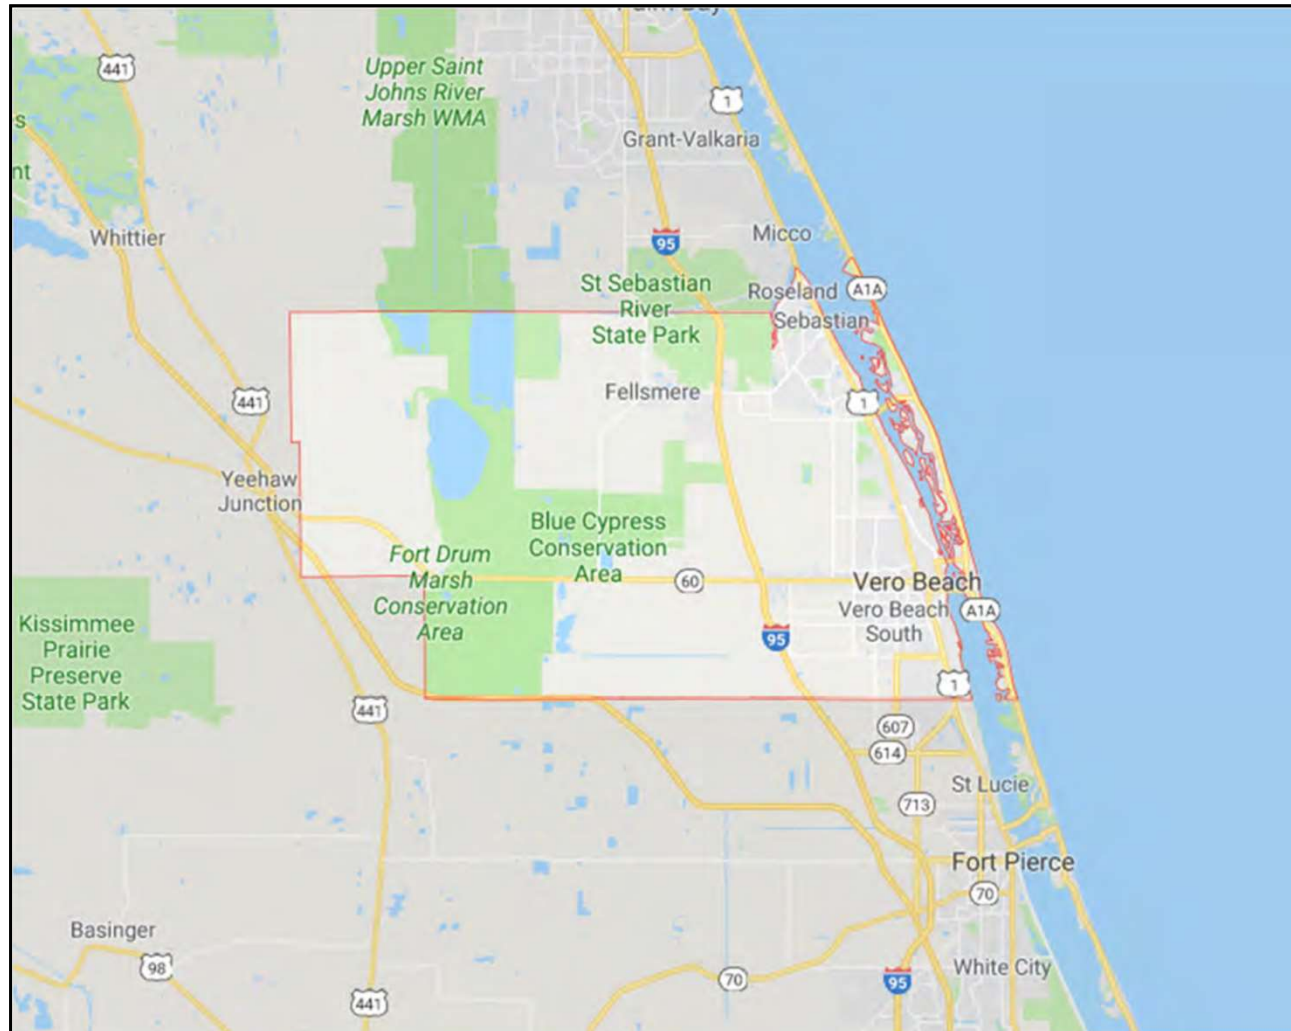 Palm Bay
441
Upper Saint
Johns River
Marsh WMA
1
s
Grant-Valkaria
nt
Whittier
95
Micco
St Sebastian
River
State Park
Roseland
A1A
Sebastian
Fellsmere
441
1
Yeehaw
Junction
Blue Cypress
Conservation
Area
Fort Drum
Marsh
Conservation
Area
60
Vero Beach
A1A
Vero Beach
South
95
Kissimmee
Prairie
Preserve
State Park
1
441
607
614
St Lucie
713
Fort Pierce
70
Basinger
98
White City
70
95
441